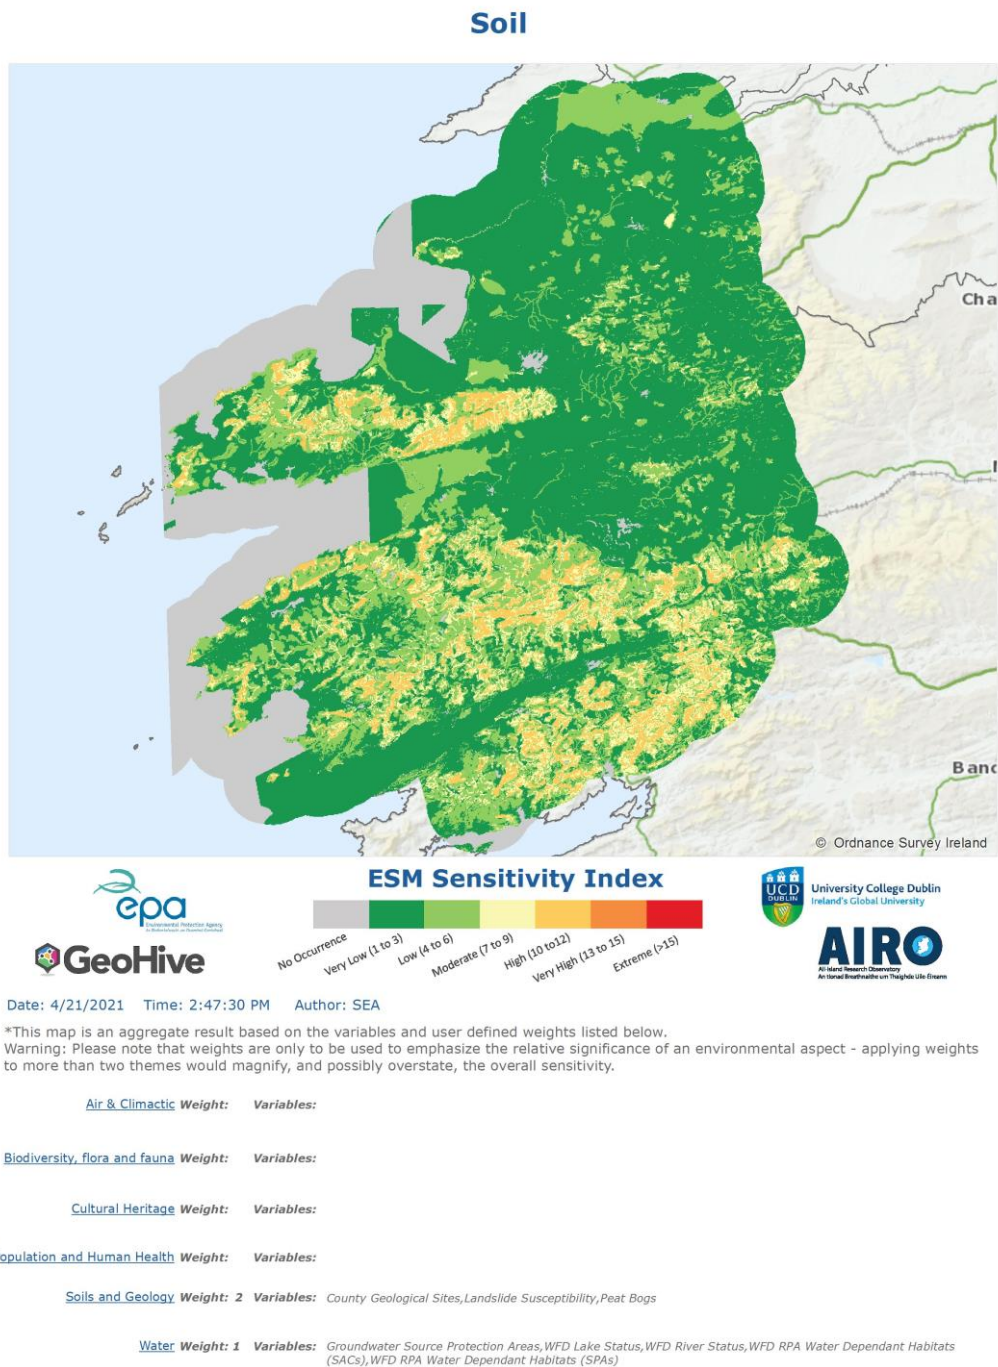 Soil
Cha
N
Banc
© Ordnance Survey Ireland
epa
Environmental Protection Agency
GeoHive
ESM Sensitivity Index
No Occurrence
Very Low (1 to 3)
Low (4 to 6)
Moderate (7 to 9)
High (10 to12)
Very High (13 to 15)
Extreme (>15)
UCD
DUBLIN
University College Dublin
Ireland's Global University
AIRO
All-Island Research Observatory
Date: 4/21/2021 Time: 2:47:30 PM Author: SEA
*This map is an aggregate result based on the variables and user defined weights listed below.
Warning: Please note that weights are only to be used to emphasize the relative significance of an environmental aspect - applying weights
to more than two themes would magnify, and possibly overstate, the overall sensitivity.
Air & Climactic Weight: Variables:
Biodiversity, flora and fauna Weight: Variables:
Cultural Heritage Weight: Variables:
opulation and Human Health Weight: Variables:
Soils and Geology Weight: 2 Variables: County Geological Sites,Landslide Susceptibility,Peat Bogs
Water Weight: 1 Variables: Groundwater Source Protection Areas,WFD Lake Status,WFD River Status,WFD RPA Water Dependant Habitats
(SACs),WFD RPA Water Dependant Habitats (SPAs)